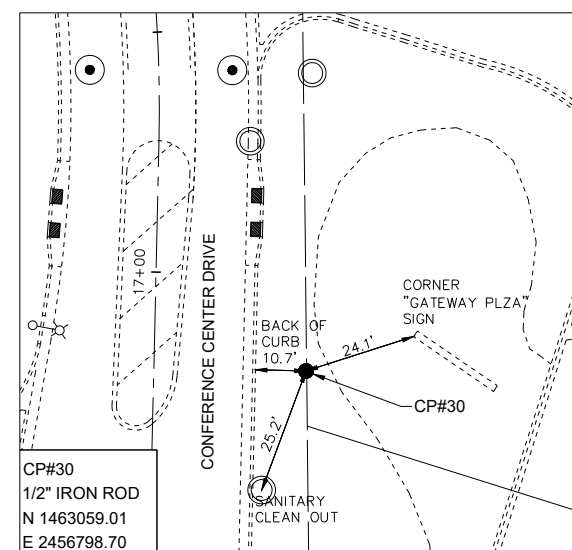 17+00
CONFERENCE CENTER DRIVE
CORNER
"GATEWAY PLZA"
SIGN
BACK OF
CURB
10.7'
24.1'
CP#30
25.2'
SANITARY
CLEAN OUT
CP#30
1/2" IRON ROD
N 1463059.01
E 2456798.70